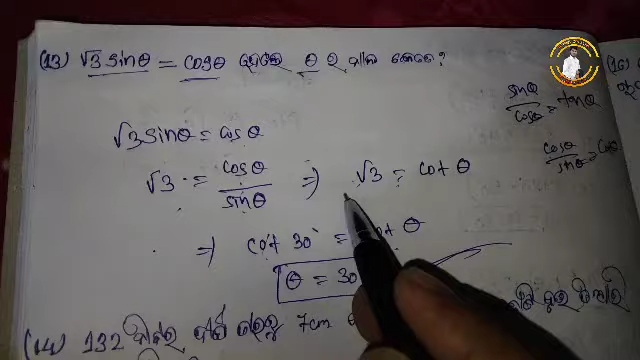 (13) √3 sinθ = cosθ ହେଲେ θ ର ମାନ କେତେ?
sinθ/cosθ = tanθ
√3 sinθ = cos θ
cosθ/sinθ =
√3 = cosθ/sinθ ⇒ √3 = cot θ
⇒ cot 30° = cot θ
θ = 30
(14) 132 7cm